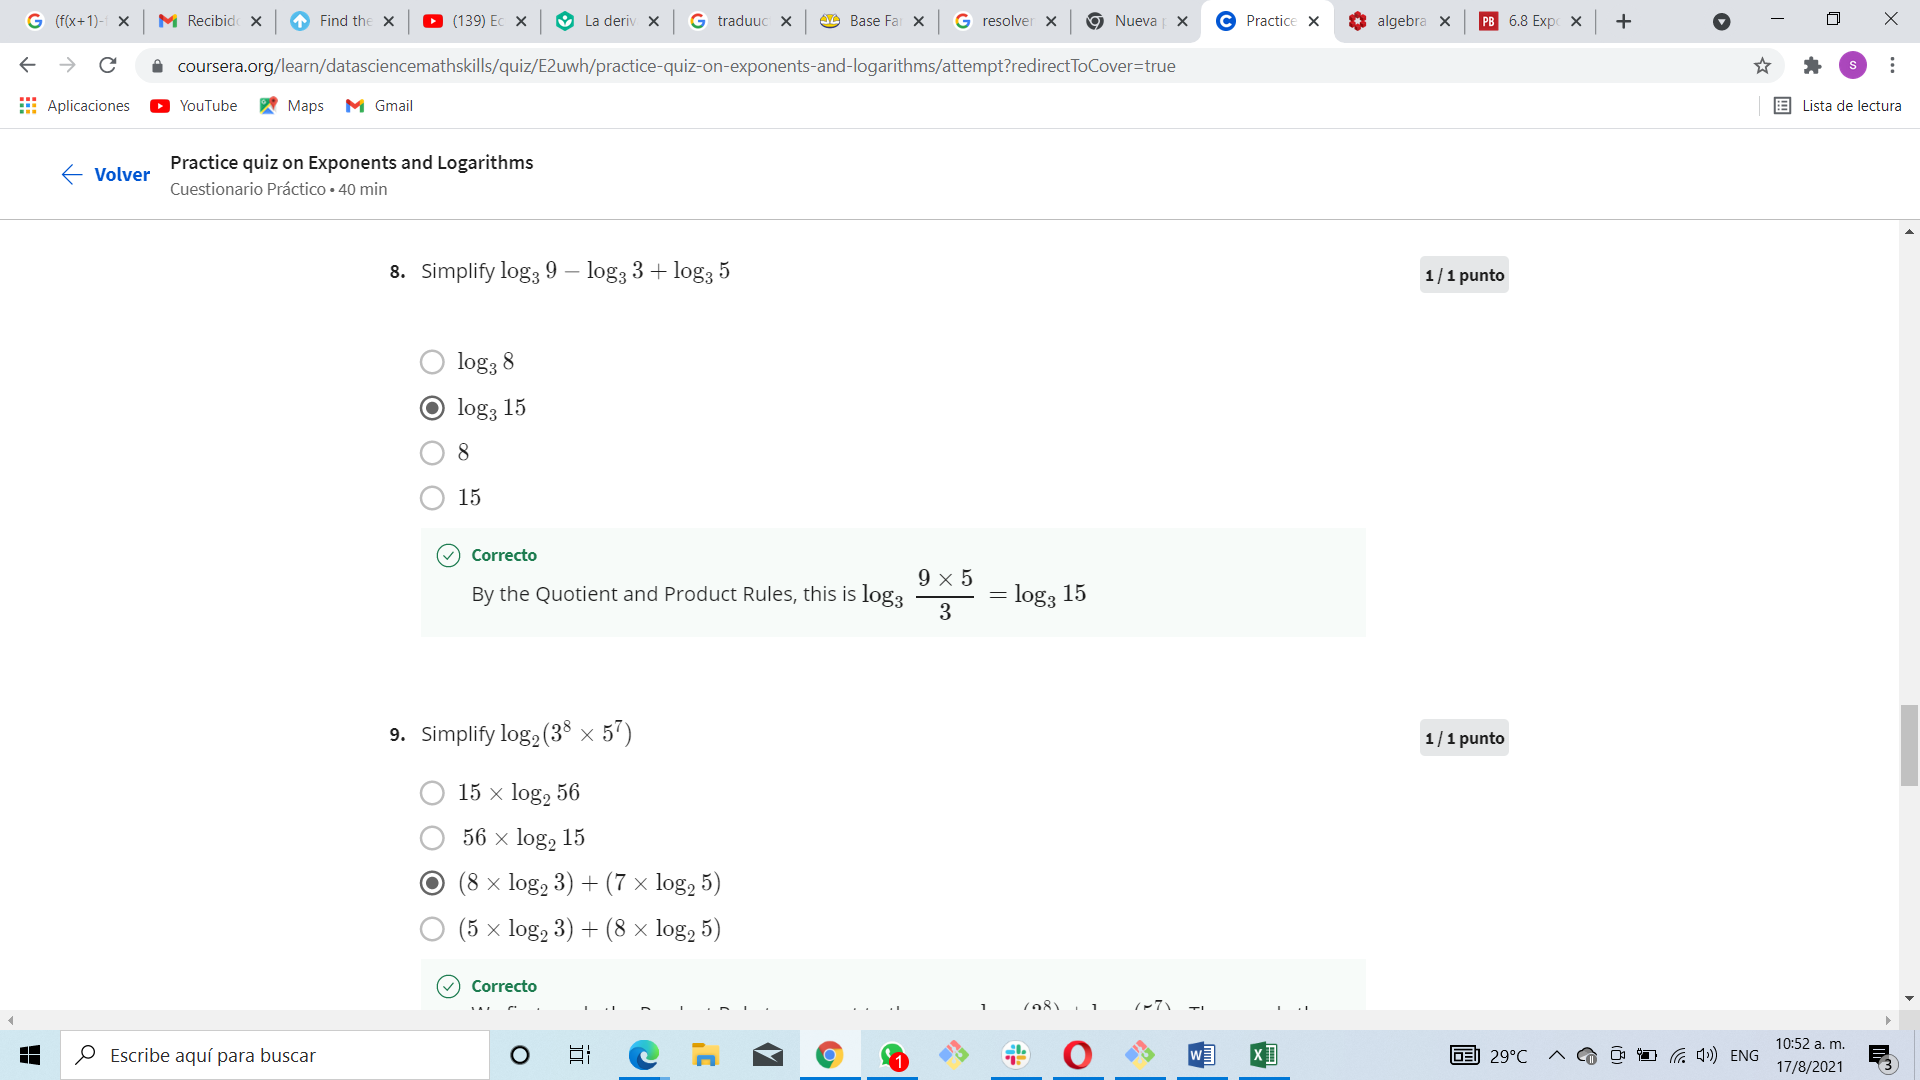 (f(x+1)-
Recibid
Find the
(139) Ec
La deriv
traduuc
Base Fa
resolver
Nueva
Practice
algebra
PB 6.8 Exp
coursera.org/learn/datasciencemathskills/quiz/E2uwh/practice-quiz-on-exponents-and-logarithms/attempt?redirectToCover=true
s
Aplicaciones YouTube Maps Gmail Lista de lectura
Volver
Practice quiz on Exponents and Logarithms
Cuestionario Práctico • 40 min
8. Simplify log₃ 9 − log₃ 3 + log₃ 5
1 / 1 punto
log₃ 8
log₃ 15
8
15
Correcto
By the Quotient and Product Rules, this is log₃ (9 × 5)/3 = log₃ 15
9. Simplify log₂(3⁸ × 5⁷)
1 / 1 punto
15 × log₂ 56
56 × log₂ 15
(8 × log₂ 3) + (7 × log₂ 5)
(5 × log₂ 3) + (8 × log₂ 5)
Correcto
Escribe aquí para buscar
1
29°C
ENG
10:52 a. m.
17/8/2021
3